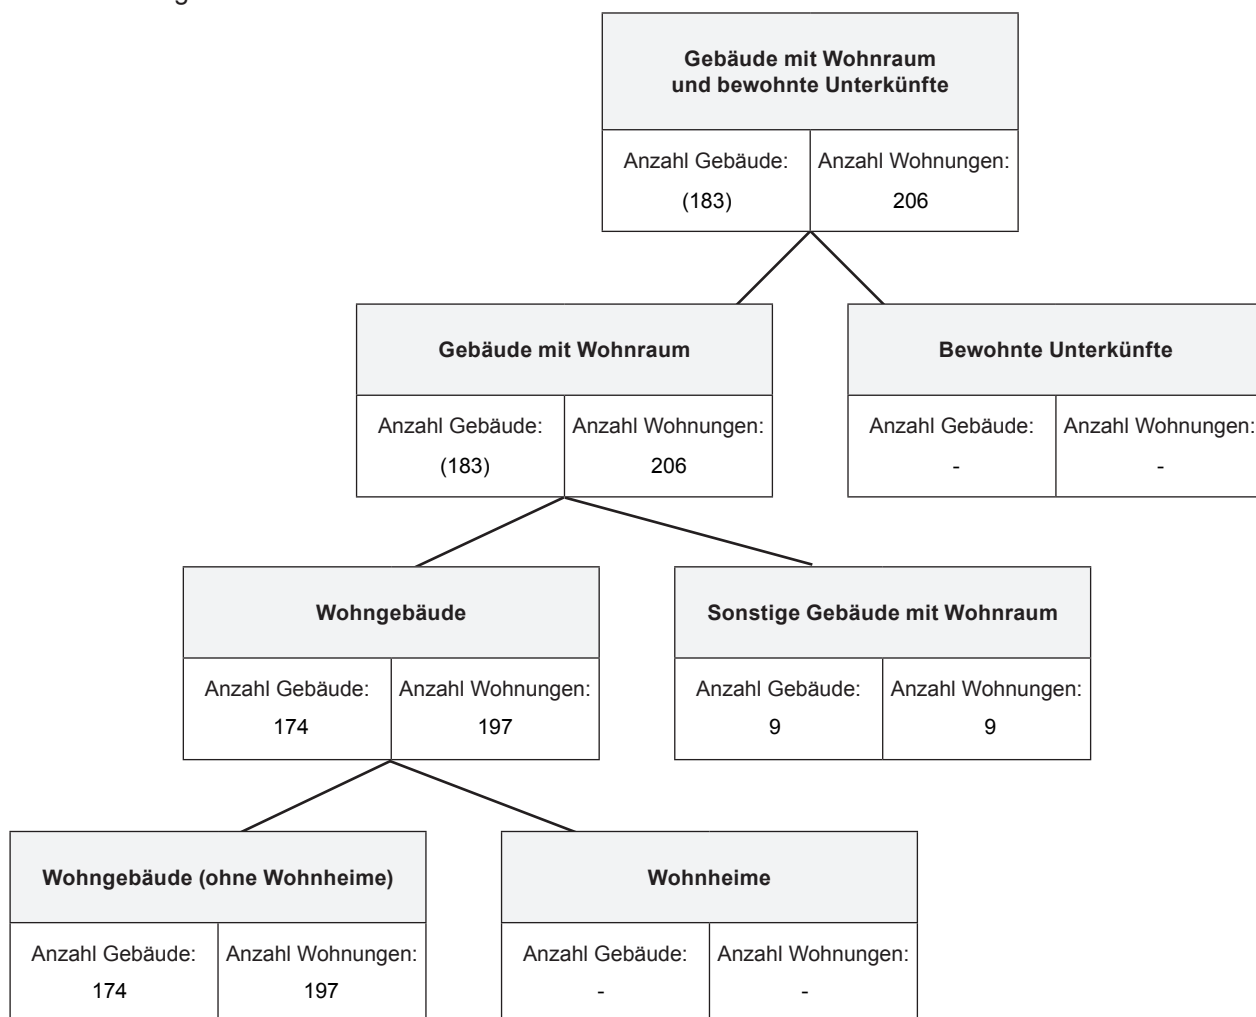 Gebäude mit Wohnraum
und bewohnte Unterkünfte
Anzahl Gebäude: Anzahl Wohnungen:
(183) 206
Gebäude mit Wohnraum
Anzahl Gebäude: Anzahl Wohnungen:
(183) 206
Bewohnte Unterkünfte
Anzahl Gebäude: Anzahl Wohnungen:
- -
Wohngebäude
Anzahl Gebäude: Anzahl Wohnungen:
174 197
Sonstige Gebäude mit Wohnraum
Anzahl Gebäude: Anzahl Wohnungen:
9 9
Wohngebäude (ohne Wohnheime)
Anzahl Gebäude: Anzahl Wohnungen:
174 197
Wohnheime
Anzahl Gebäude: Anzahl Wohnungen:
- -